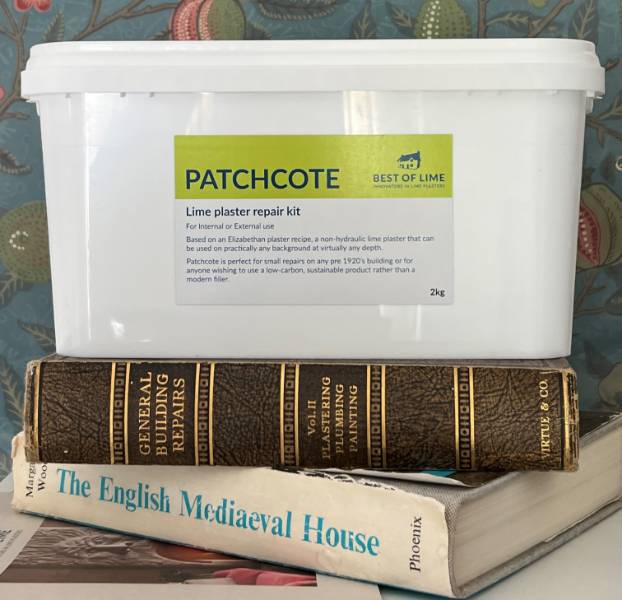 PATCHCOTE
BEST OF LIME
INNOVATORS IN LIME PLASTERS
Lime plaster repair kit
For Internal or External use
Based on an Elizabethan plaster recipe, a non-hydraulic lime plaster that can
be used on practically any background at virtually any depth.
Patchcote is perfect for small repairs on any pre 1920's building or for
anyone wishing to use a low-carbon, sustainable product rather than a
modern filler.
2kg
GENERAL
BUILDING
REPAIRS
Vol.II
PLASTERING
PLUMBING
PAINTING
VIRTUE & CO.
The English Mediaeval House
Phoenix